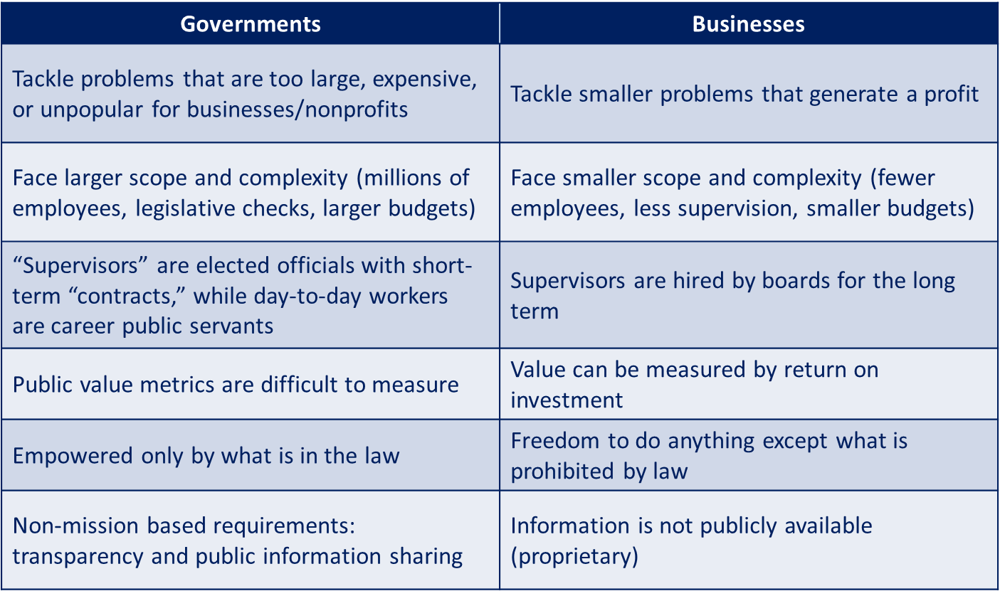 Governments
Businesses
Tackle problems that are too large, expensive,
or unpopular for businesses/nonprofits
Tackle smaller problems that generate a profit
Face larger scope and complexity (millions of
employees, legislative checks, larger budgets)
Face smaller scope and complexity (fewer
employees, less supervision, smaller budgets)
“Supervisors” are elected officials with short-
term “contracts,” while day-to-day workers
are career public servants
Supervisors are hired by boards for the long
term
Public value metrics are difficult to measure
Value can be measured by return on
investment
Empowered only by what is in the law
Freedom to do anything except what is
prohibited by law
Non-mission based requirements:
transparency and public information sharing
Information is not publicly available
(proprietary)